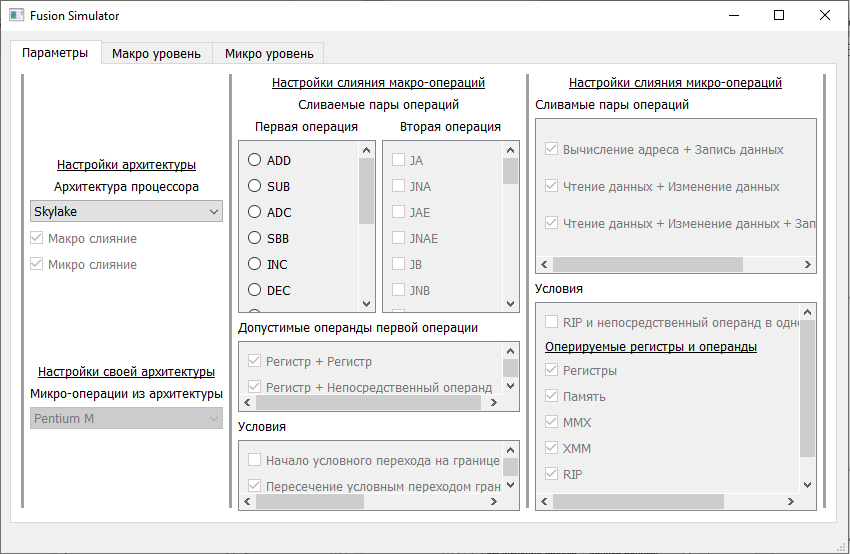 Fusion Simulator
Параметры
Макро уровень
Микро уровень
Настройки архитектуры
Архитектура процессора
Skylake
Макро слияние
Микро слияние
Настройки своей архитектуры
Микро-операции из архитектуры
Pentium M
Настройки слияния макро-операций
Сливаемые пары операций
Первая операция
ADD
SUB
ADC
SBB
INC
DEC
Вторая операция
JA
JNA
JAE
JNAE
JB
JNB
Допустимые операнды первой операции
Регистр + Регистр
Регистр + Непосредственный операнд
Условия
Начало условного перехода на границе
Пересечение условным переходом гран
Настройки слияния микро-операций
Сливамые пары операций
Вычисление адреса + Запись данных
Чтение данных + Изменение данных
Чтение данных + Изменение данных + Зап
Условия
RIP и непосредственный операнд в одн
Оперируемые регистры и операнды
Регистры
Память
MMX
XMM
RIP